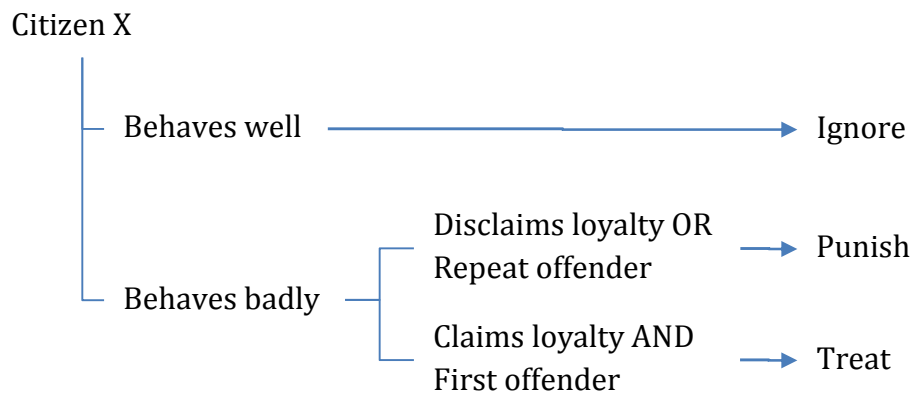 Citizen X
Behaves well
Ignore
Disclaims loyalty OR
Repeat offender
Punish
Behaves badly
Claims loyalty AND
First offender
Treat